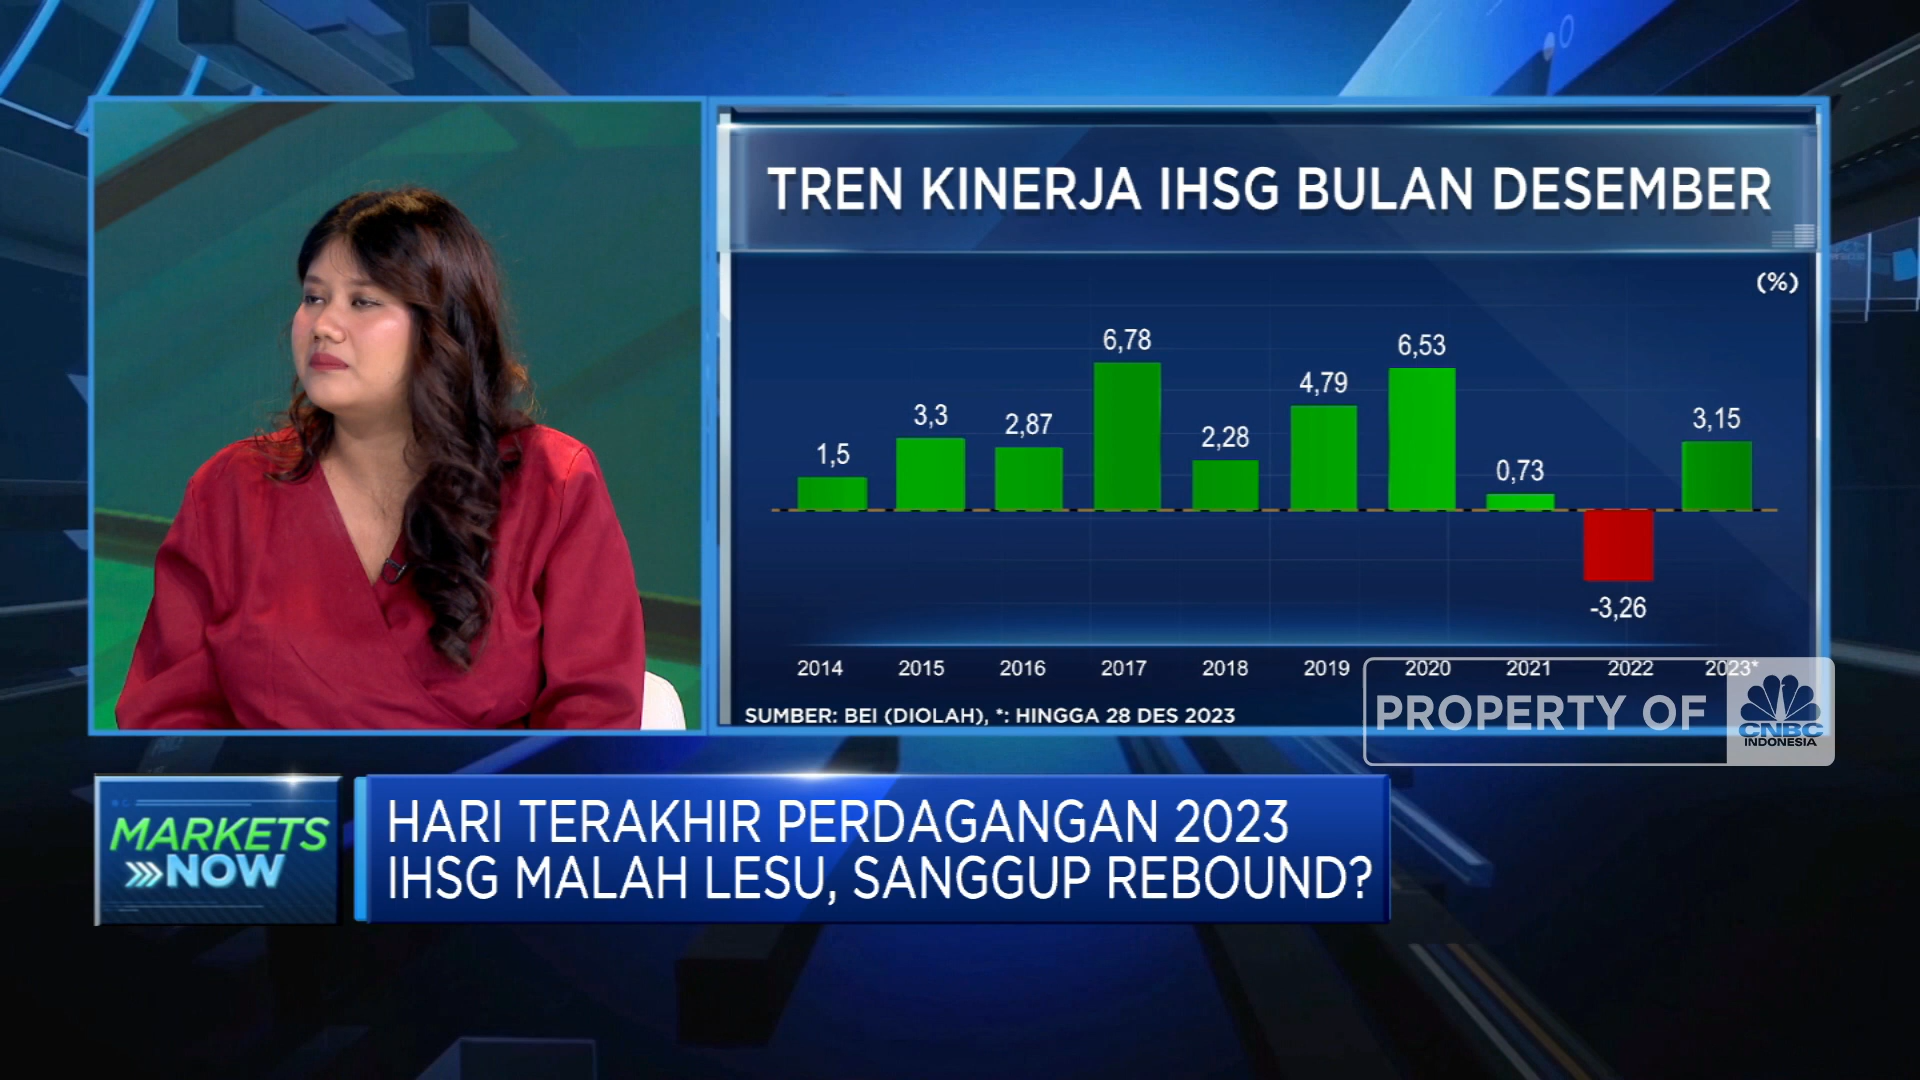 TREN KINERJA IHSG BULAN DESEMBER
(%)
1,5
3,3
2,87
6,78
2,28
4,79
6,53
0,73
-3,26
3,15
2014 2015 2016 2017 2018 2019 2020 2021 2022 2023*
SUMBER: BEI (DIOLAH), *: HINGGA 28 DES 2023
PROPERTY OF
CNBC
INDONESIA
MARKETS
NOW
HARI TERAKHIR PERDAGANGAN 2023
IHSG MALAH LESU, SANGGUP REBOUND?